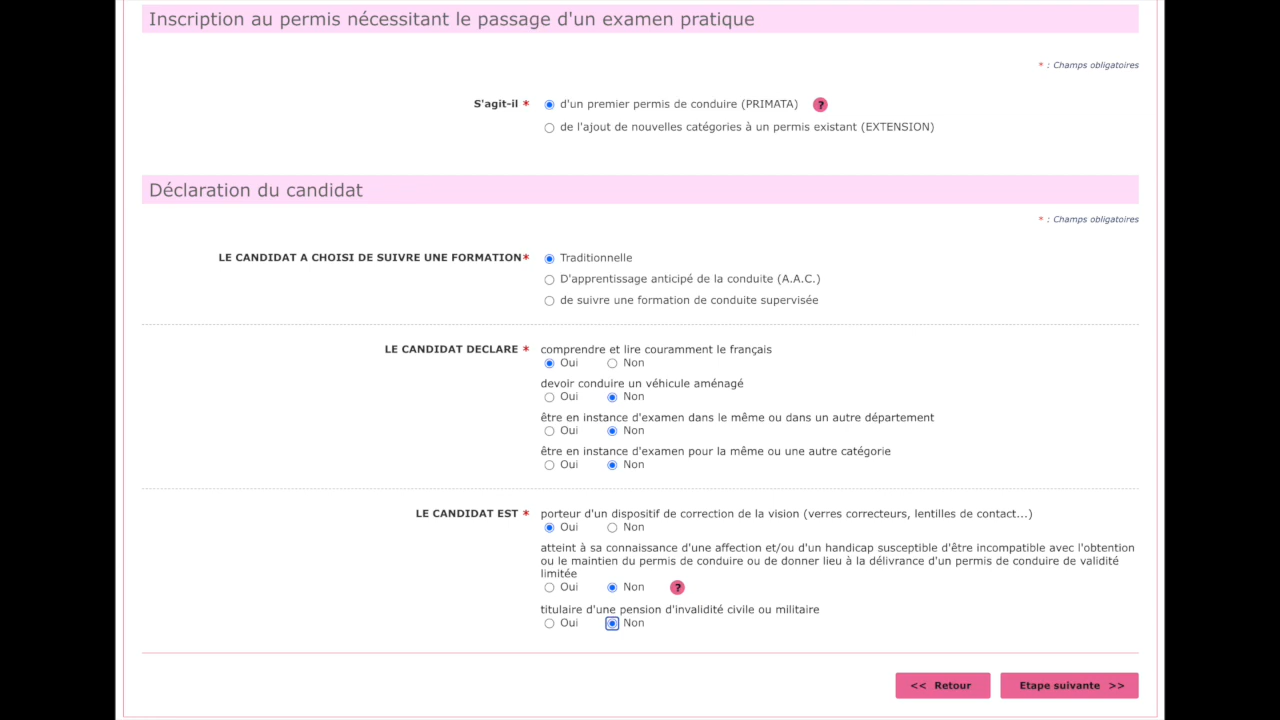 Inscription au permis nécessitant le passage d'un examen pratique
* : Champs obligatoires
S'agit-il * d'un premier permis de conduire (PRIMATA) ?
de l'ajout de nouvelles catégories à un permis existant (EXTENSION)
Déclaration du candidat
* : Champs obligatoires
LE CANDIDAT A CHOISI DE SUIVRE UNE FORMATION* Traditionnelle
D'apprentissage anticipé de la conduite (A.A.C.)
de suivre une formation de conduite supervisée
LE CANDIDAT DECLARE * comprendre et lire couramment le français
Oui Non
devoir conduire un véhicule aménagé
Oui Non
être en instance d'examen dans le même ou dans un autre département
Oui Non
être en instance d'examen pour la même ou une autre catégorie
Oui Non
LE CANDIDAT EST * porteur d'un dispositif de correction de la vision (verres correcteurs, lentilles de contact...)
Oui Non
atteint à sa connaissance d'une affection et/ou d'un handicap susceptible d'être incompatible avec l'obtention
ou le maintien du permis de conduire ou de donner lieu à la délivrance d'un permis de conduire de validité
limitée
Oui Non ?
titulaire d'une pension d'invalidité civile ou militaire
Oui Non
<< Retour Etape suivante >>